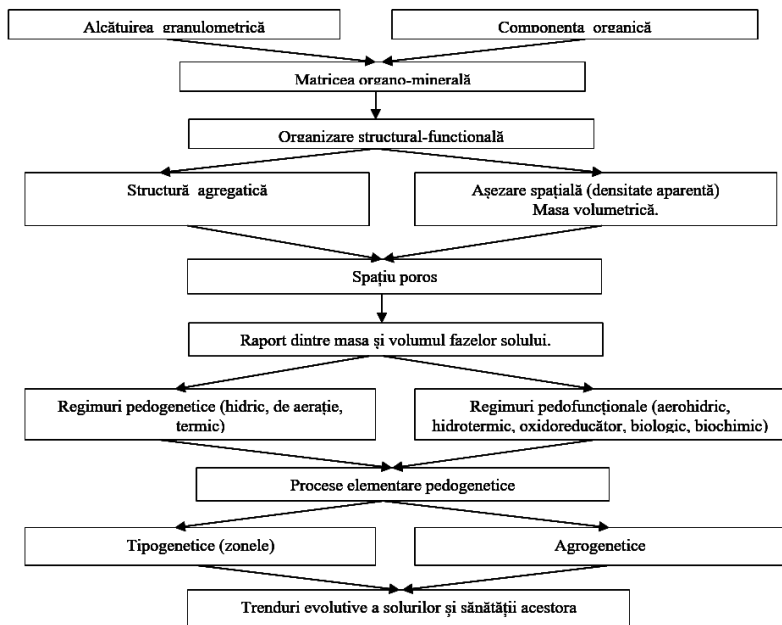 Alcătuirea granulometrică
Componența organică
Matricea organo-minerală
Organizare structural-funcțională
Structură agregatică
Așezare spațială (densitate aparentă)
Masa volumetrică.
Spațiu poros
Raport dintre masa și volumul fazelor solului.
Regimuri pedogenetice (hidric, de aerație,
termic)
Regimuri pedofuncționale (aerohidric,
hidrotermic, oxidoreducător, biologic, biochimic)
Procese elementare pedogenetice
Tipogenetice (zonele)
Agrogenetice
Trenduri evolutive a solurilor și sănătății acestora